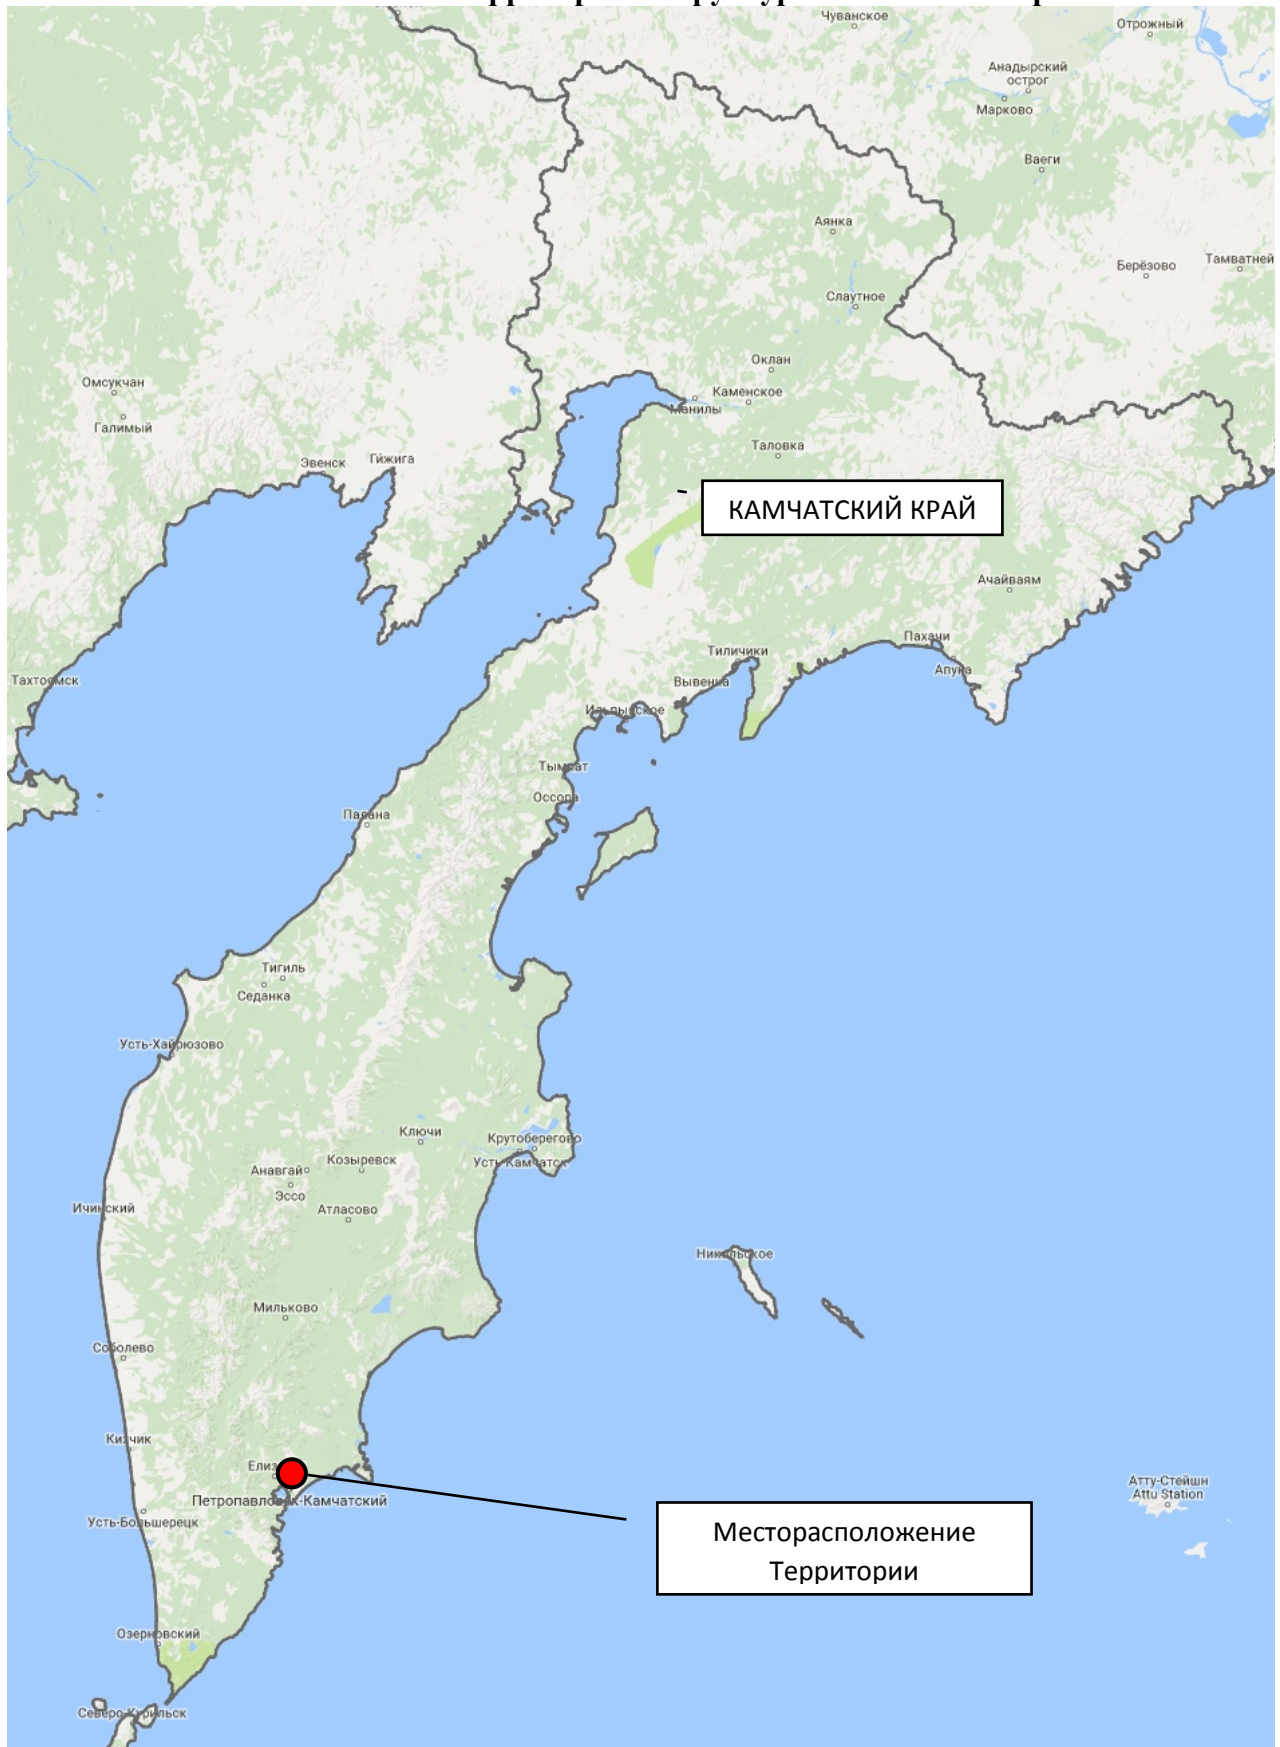 Чуванское
Отрожный
Анадырский
острог
Марково
Ваеги
Аянка
Берёзово
Тамватней
Слаутное
Оклан
Омсукчан
Каменское
Манилы
Галимый
Таловка
Эвенск
Гижига
КАМЧАТСКИЙ КРАЙ
Ачайваям
Пахачи
Тиличики
Апука
Тахтоямск
Вывенка
Ильпырское
Тымлат
Оссора
Палана
Тигиль
Седанка
Усть-Хайрюзово
Ключи
Крутоберегово
Козыревск
Усть-Камчатск
Анавгай
Эссо
Ичинский
Атласово
Никольское
Мильково
Соболево
Кихчик
Елиз
Атту-Стейшн
Attu Station
Петропавловск-Камчатский
Усть-Большерецк
Месторасположение
Территории
Озерновский
Северо-Курильск